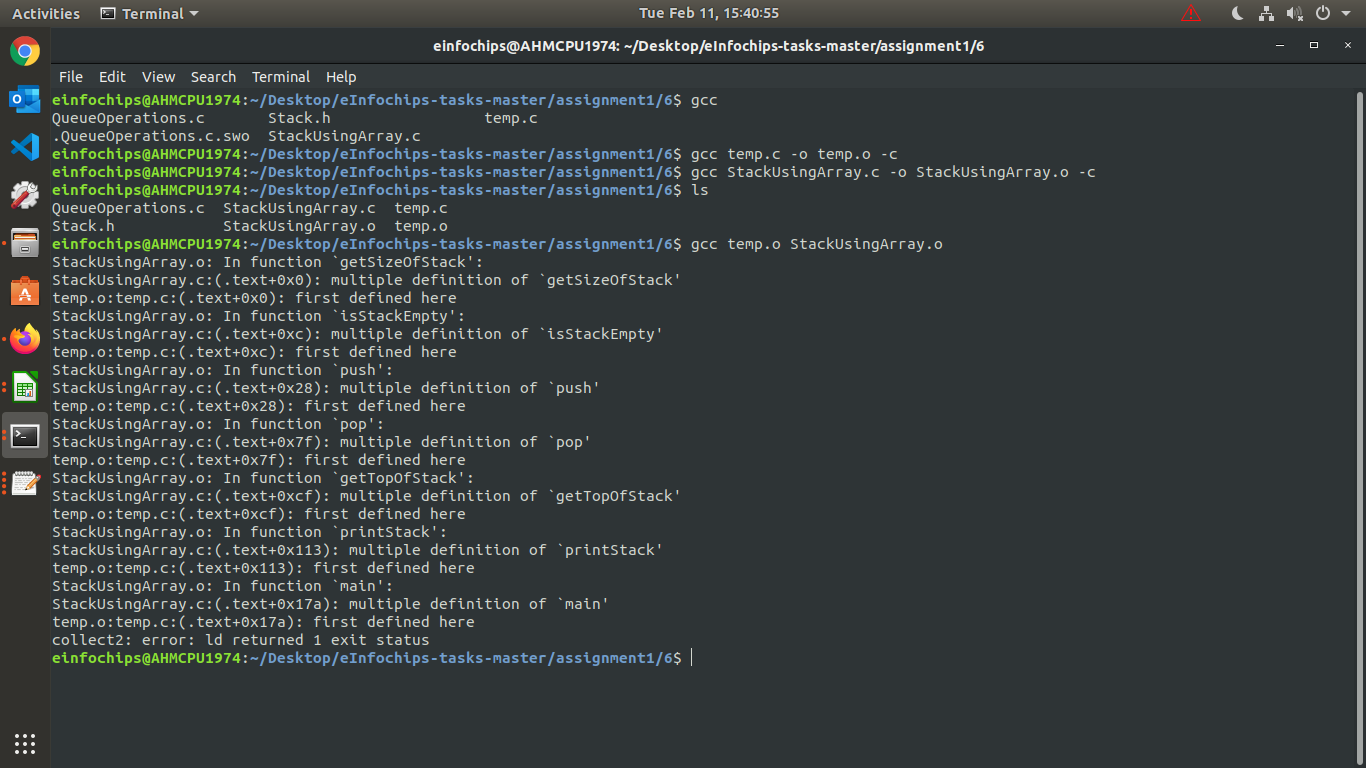 Activities Terminal Tue Feb 11, 15:40:55
einfochips@AHMCPU1974: ~/Desktop/eInfochips-tasks-master/assignment1/6
File Edit View Search Terminal Help
einfochips@AHMCPU1974:~/Desktop/eInfochips-tasks-master/assignment1/6$ gcc
QueueOperations.c       Stack.h                 temp.c
.QueueOperations.c.swo  StackUsingArray.c
einfochips@AHMCPU1974:~/Desktop/eInfochips-tasks-master/assignment1/6$ gcc temp.c -o temp.o -c
einfochips@AHMCPU1974:~/Desktop/eInfochips-tasks-master/assignment1/6$ gcc StackUsingArray.c -o StackUsingArray.o -c
einfochips@AHMCPU1974:~/Desktop/eInfochips-tasks-master/assignment1/6$ ls
QueueOperations.c  StackUsingArray.c  temp.c
Stack.h            StackUsingArray.o  temp.o
einfochips@AHMCPU1974:~/Desktop/eInfochips-tasks-master/assignment1/6$ gcc temp.o StackUsingArray.o
StackUsingArray.o: In function `getSizeOfStack':
StackUsingArray.c:(.text+0x0): multiple definition of `getSizeOfStack'
temp.o:temp.c:(.text+0x0): first defined here
StackUsingArray.o: In function `isStackEmpty':
StackUsingArray.c:(.text+0xc): multiple definition of `isStackEmpty'
temp.o:temp.c:(.text+0xc): first defined here
StackUsingArray.o: In function `push':
StackUsingArray.c:(.text+0x28): multiple definition of `push'
temp.o:temp.c:(.text+0x28): first defined here
StackUsingArray.o: In function `pop':
StackUsingArray.c:(.text+0x7f): multiple definition of `pop'
temp.o:temp.c:(.text+0x7f): first defined here
StackUsingArray.o: In function `getTopOfStack':
StackUsingArray.c:(.text+0xcf): multiple definition of `getTopOfStack'
temp.o:temp.c:(.text+0xcf): first defined here
StackUsingArray.o: In function `printStack':
StackUsingArray.c:(.text+0x113): multiple definition of `printStack'
temp.o:temp.c:(.text+0x113): first defined here
StackUsingArray.o: In function `main':
StackUsingArray.c:(.text+0x17a): multiple definition of `main'
temp.o:temp.c:(.text+0x17a): first defined here
collect2: error: ld returned 1 exit status
einfochips@AHMCPU1974:~/Desktop/eInfochips-tasks-master/assignment1/6$